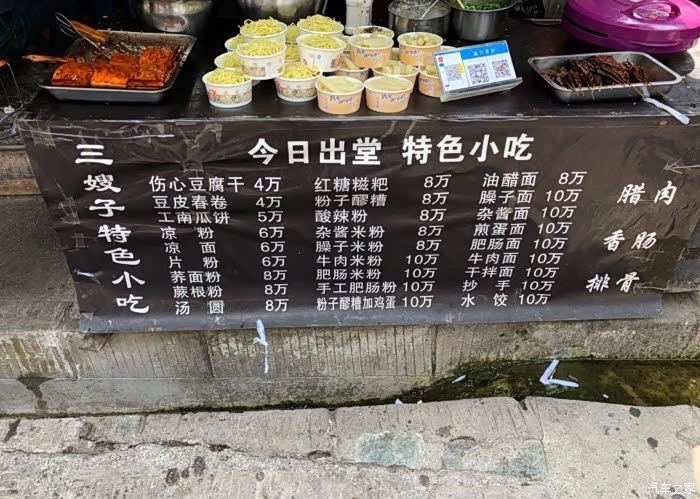 三嫂子特色小吃
今日出堂 特色小吃
伤心豆腐干 4万
豆皮春卷 4万
工南瓜饼 5万
凉粉 6万
凉面 6万
片粉 6万
荞面粉 8万
蕨根粉 8万
汤圆 8万
红糖糍粑 8万
粉子醪糟 8万
酸辣粉 8万
杂酱米粉 8万
臊子米粉 8万
牛肉米粉 10万
肥肠米粉 10万
手工肥肠粉 10万
粉子醪糟加鸡蛋 10万
油醋面 8万
臊子面 10万
杂酱面 10万
煎蛋面 10万
肥肠面 10万
牛肉面 10万
干拌面 10万
抄手 10万
水饺 10万
腊肉
香肠
排骨
汽车之家